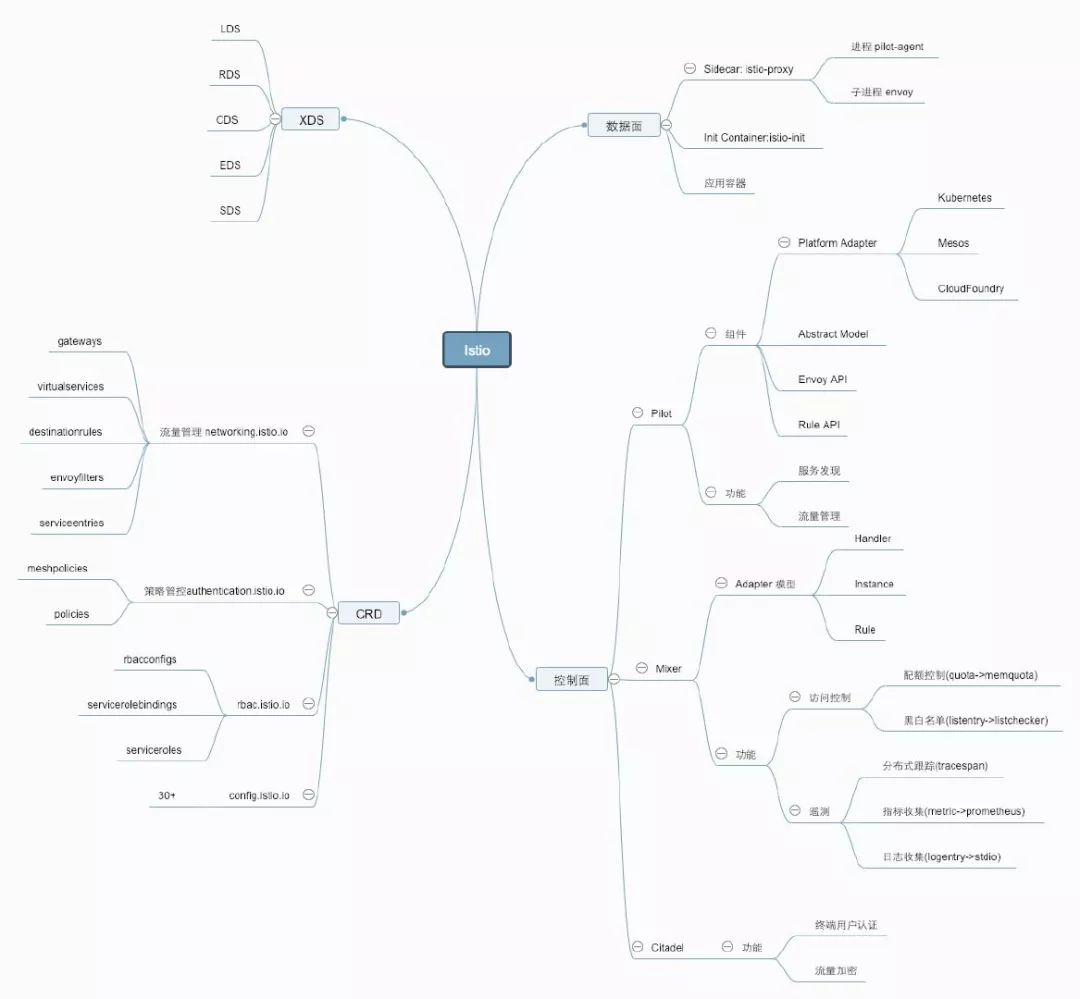 Istio
XDS
LDS
RDS
CDS
EDS
SDS
数据面
Sidecar: istio-proxy
进程 pilot-agent
子进程 envoy
Init Container:istio-init
应用容器
控制面
Pilot
组件
Platform Adapter
Kubernetes
Mesos
CloudFoundry
Abstract Model
Envoy API
Rule API
功能
服务发现
流量管理
Mixer
Adapter 模型
Handler
Instance
Rule
功能
访问控制
配额控制(quota->memquota)
黑白名单(listentry->listchecker)
遥测
分布式跟踪(tracespan)
指标收集(metric->prometheus)
日志收集(logentry->stdio)
Citadel
功能
终端用户认证
流量加密
CRD
流量管理 networking.istio.io
gateways
virtualservices
destinationrules
envoyfilters
serviceentries
策略管控authentication.istio.io
meshpolicies
policies
rbac.istio.io
rbacconfigs
servicerolebindings
serviceroles
config.istio.io
30+